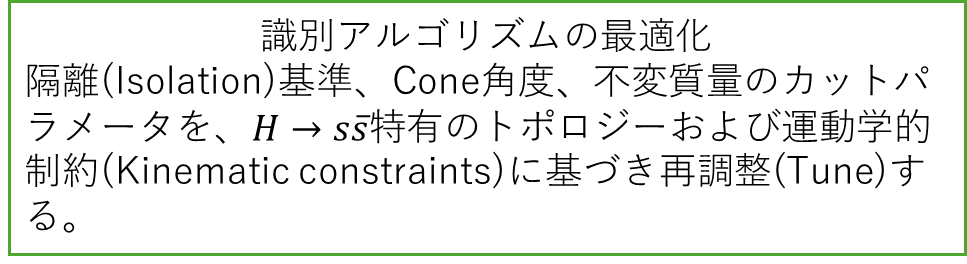 識別アルゴリズムの最適化
隔離(Isolation)基準、Cone角度、不変質量のカットパ
ラメータを、H → ss̄特有のトポロジーおよび運動学的
制約(Kinematic constraints)に基づき再調整(Tune)す
る。